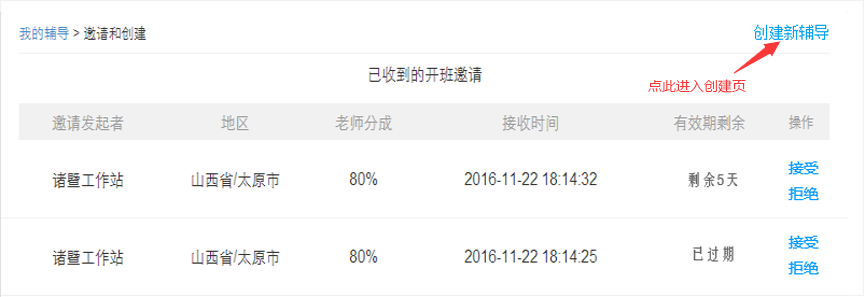 我的辅导 > 邀请和创建 创建新辅导
已收到的开班邀请
点此进入创建页
邀请发起者 地区 老师分成 接收时间 有效期剩余 操作
诸暨工作站 山西省/太原市 80% 2016-11-22 18:14:32 剩余5天 接受
拒绝
诸暨工作站 山西省/太原市 80% 2016-11-22 18:14:25 已过期 接受
拒绝